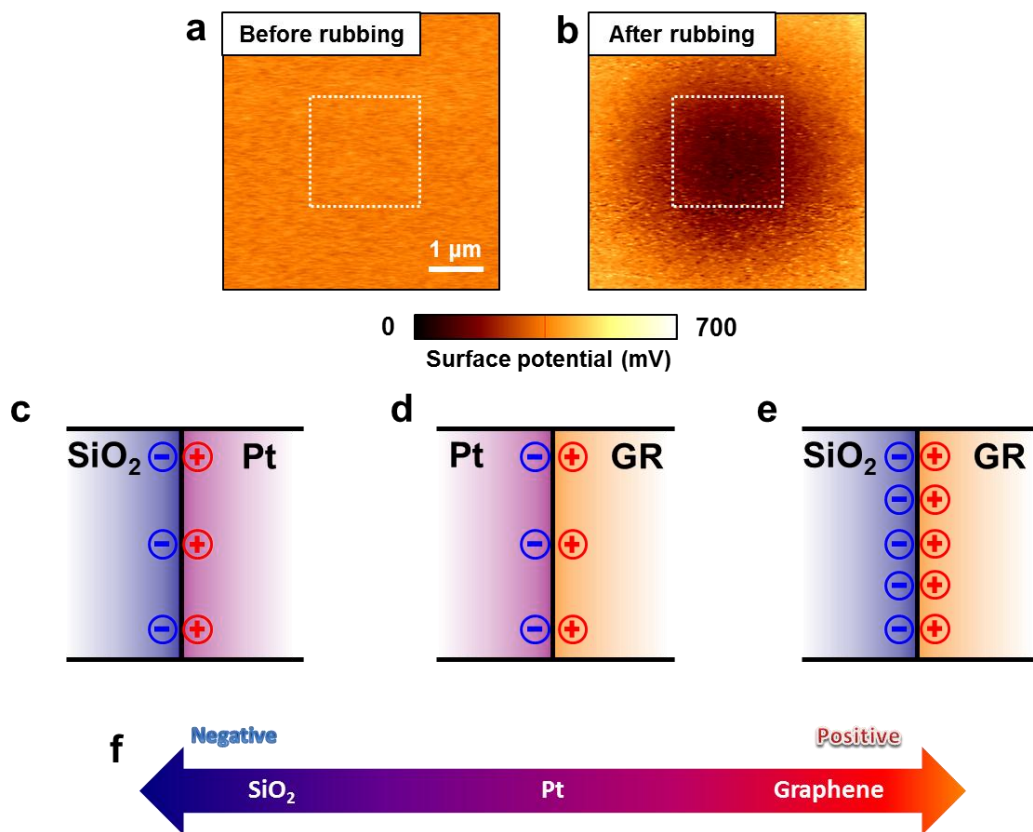 a
Before rubbing
b
After rubbing
1 µm
0
700
Surface potential (mV)
c
d
e
SiO₂
Pt
Pt
GR
SiO₂
GR
f
Negative
Positive
SiO₂
Pt
Graphene